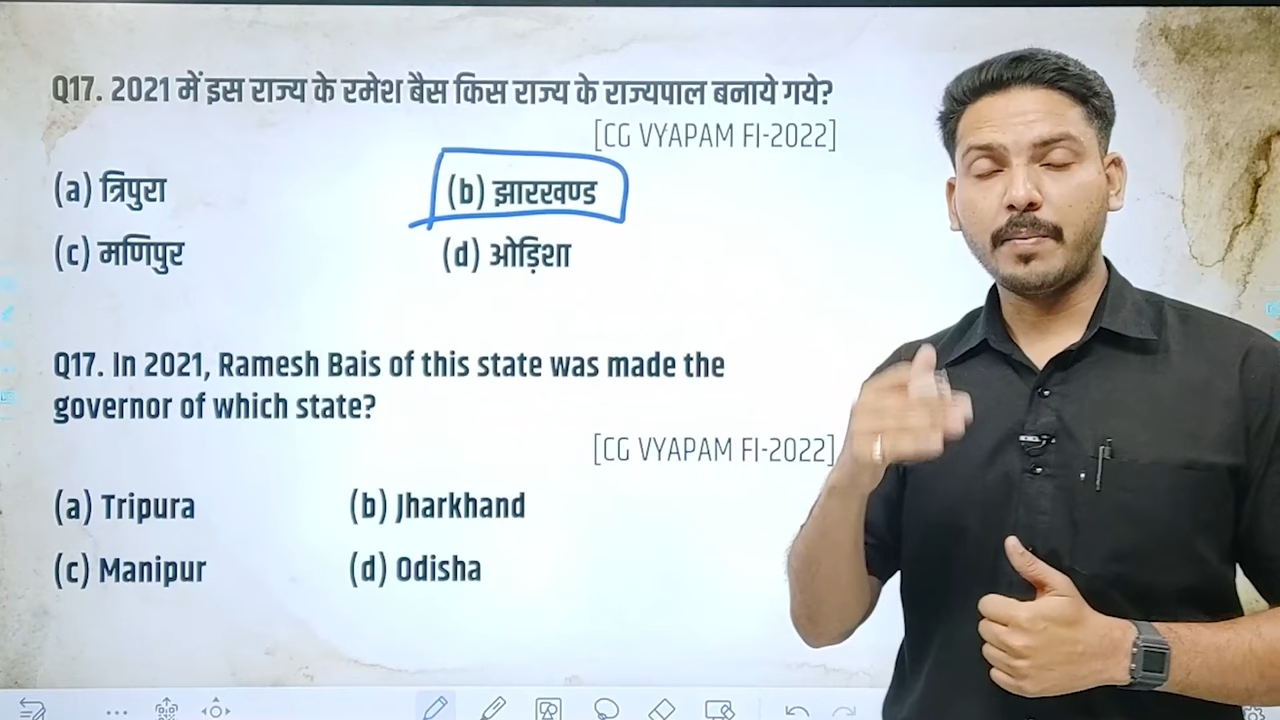 Q17. 2021 में इस राज्य के रमेश बैस किस राज्य के राज्यपाल बनाये गये?
[CG VYAPAM FI-2022]
(a) त्रिपुरा (b) झारखण्ड
(c) मणिपुर (d) ओड़िशा
Q17. In 2021, Ramesh Bais of this state was made the
governor of which state?
[CG VYAPAM FI-2022]
(a) Tripura (b) Jharkhand
(c) Manipur (d) Odisha